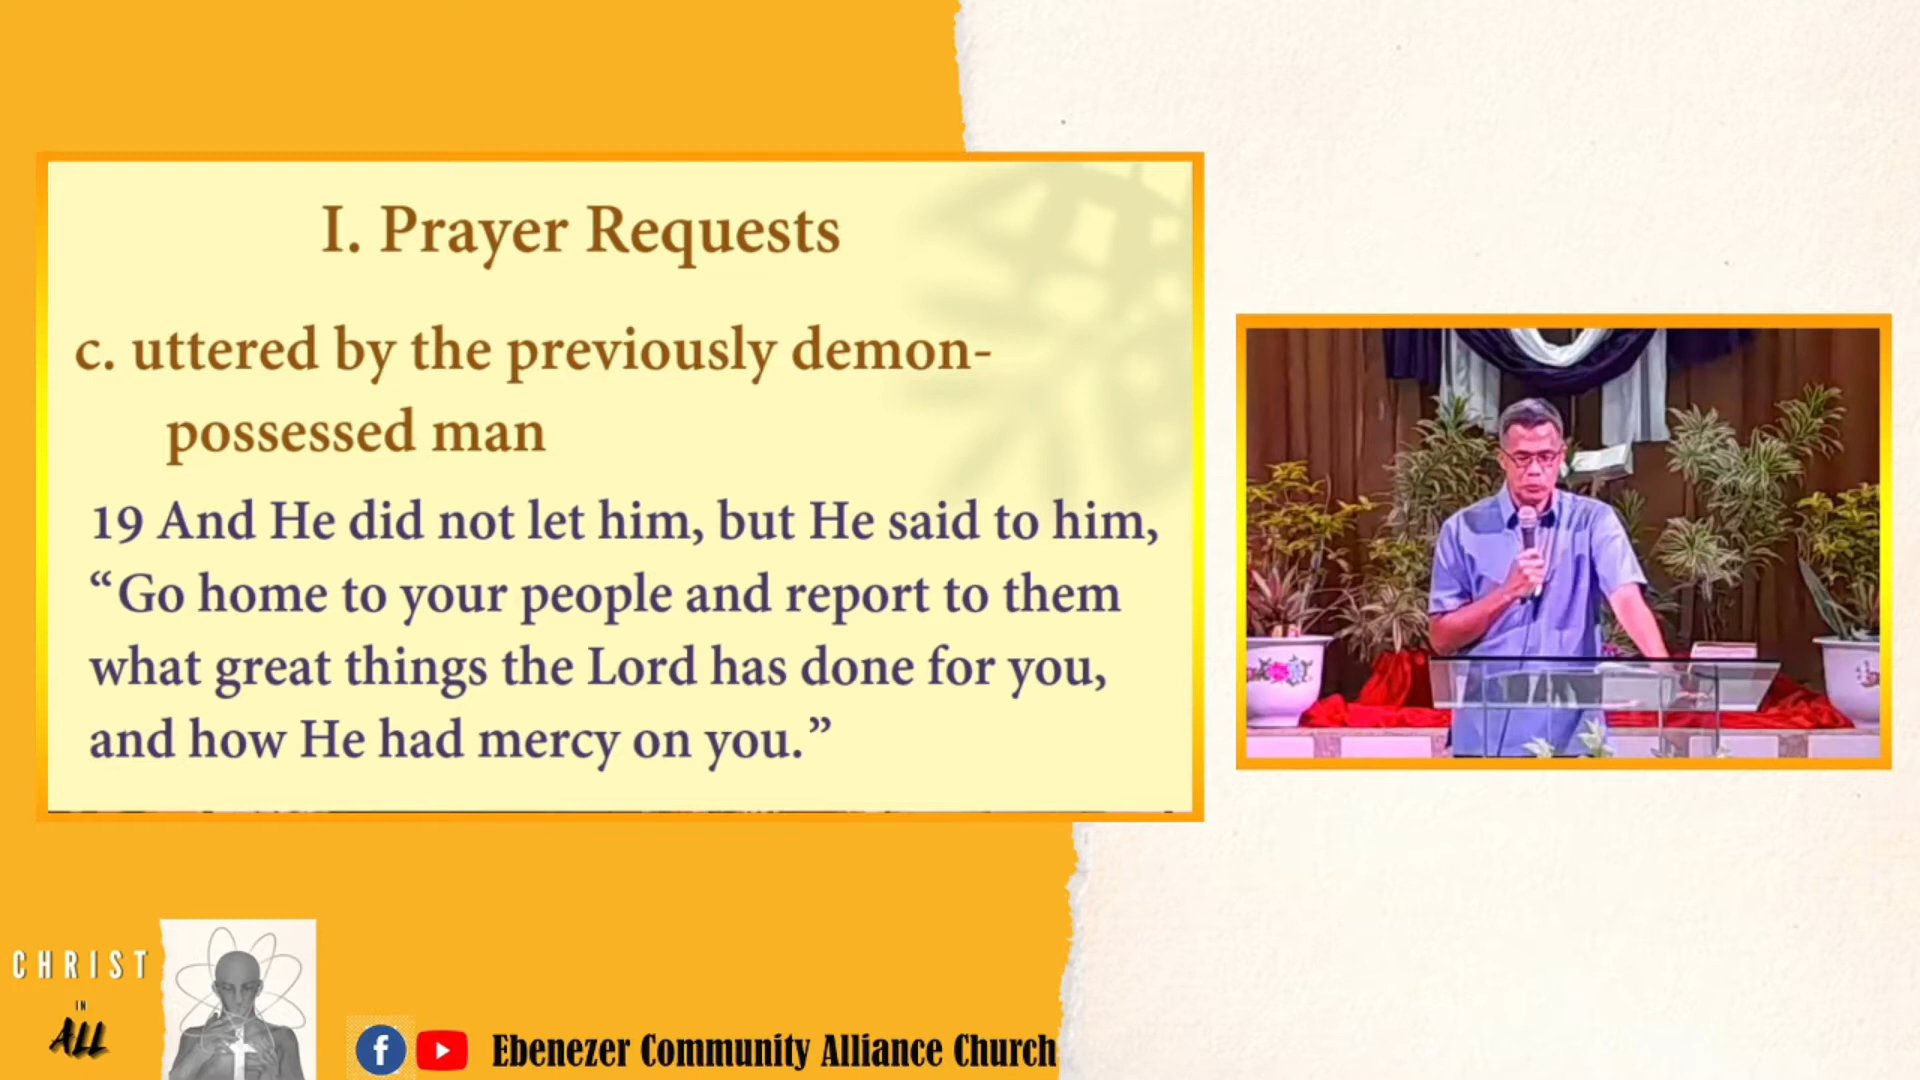 I. Prayer Requests
c. uttered by the previously demon-
possessed man
19 And He did not let him, but He said to him,
“Go home to your people and report to them
what great things the Lord has done for you,
and how He had mercy on you.”
CHRIST
IN
ALL
Ebenezer Community Alliance Church